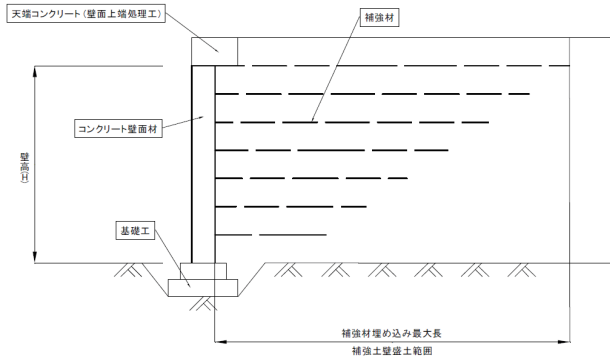 天端コンクリート(壁面上端処理工)
補強材
コンクリート壁面材
壁高(H)
基礎工
補強材埋め込み最大長
補強土壁盛土範囲